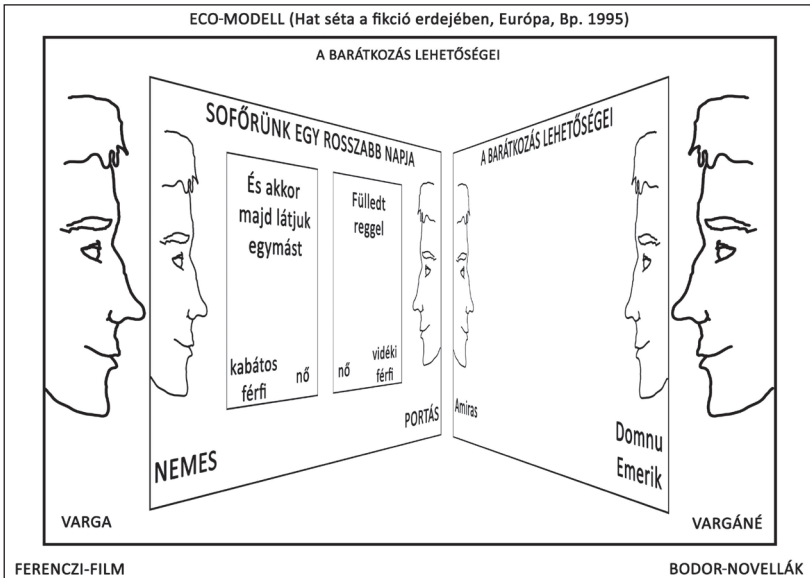 ECO-MODELL (Hat séta a fikció erdejében, Európa, Bp. 1995)
A BARÁTKOZÁS LEHETŐSÉGEI
SOFŐRÜNK EGY ROSSZABB NAPJA
És akkor
majd látjuk
egymást
kabátos
férfi
nő
Fülledt
reggel
nő
vidéki
férfi
NEMES
PORTÁS
A BARÁTKOZÁS LEHETŐSÉGEI
Amiras
Domnu
Emerik
VARGA
VARGÁNÉ
FERENCZI-FILM
BODOR-NOVELLÁK